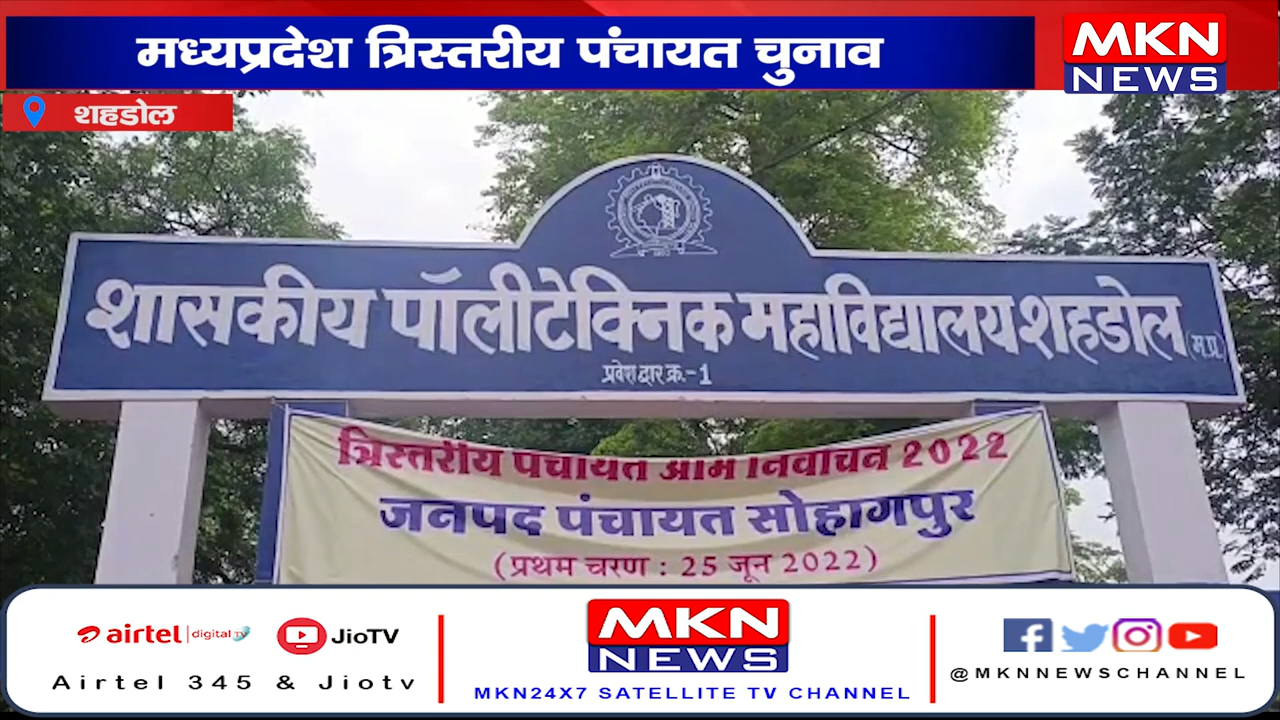 मध्यप्रदेश त्रिस्तरीय पंचायत चुनाव
MKN
NEWS
शहडोल
शासकीय पॉलीटेक्निक महाविद्यालय शहडोल (म.प्र.)
प्रवेश द्वार क्र.-1
त्रिस्तरीय पंचायत आम निर्वाचन 2022
जनपद पंचायत सोहागपुर
(प्रथम चरण : 25 जून 2022)
airtel digital TV
JioTV
Airtel 345 & Jiotv
MKN
NEWS
MKN24X7 SATELLITE TV CHANNEL
@MKNNEWSCHANNEL